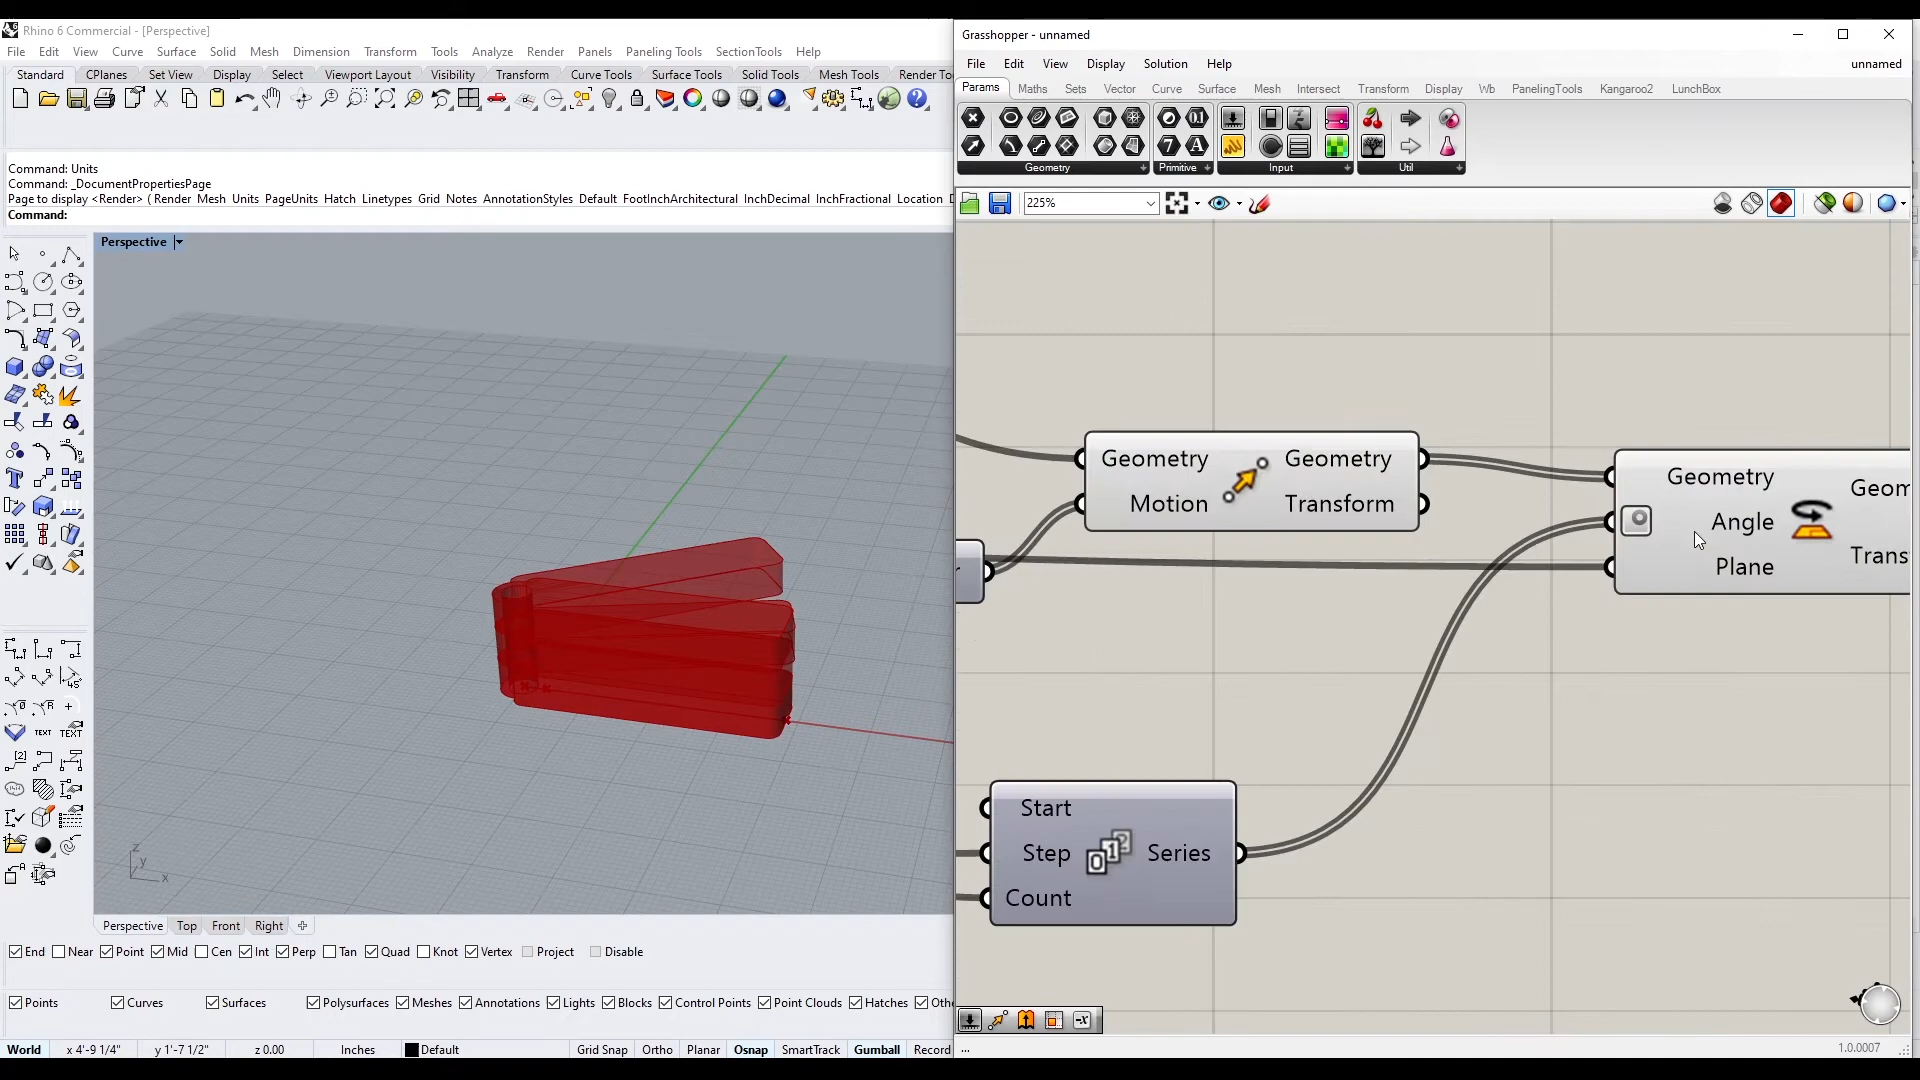 Rhino 6 Commercial - [Perspective]
File Edit View Curve Surface Solid Mesh Dimension Transform Tools Analyze Render Panels Paneling Tools SectionTools Help
Standard CPlanes Set View Display Select Viewport Layout Visibility Transform Curve Tools Surface Tools Solid Tools Mesh Tools Render To
Command: Units
Command: _DocumentPropertiesPage
Page to display <Render> ( Render Mesh Units PageUnits Hatch Linetypes Grid Notes AnnotationStyles Default FootInchArchitectural InchDecimal InchFractional Location D
Command:
Perspective
z
y
x
Perspective Top Front Right
End Near Point Mid Cen Int Perp Tan Quad Knot Vertex Project Disable
Points Curves Surfaces Polysurfaces Meshes Annotations Lights Blocks Control Points Point Clouds Hatches Othe
World x 4'-9 1/4" y 1'-7 1/2" z 0.00 Inches Default Grid Snap Ortho Planar Osnap SmartTrack Gumball Record
Grasshopper - unnamed
File Edit View Display Solution Help unnamed
Params Maths Sets Vector Curve Surface Mesh Intersect Transform Display Wb PanelingTools Kangaroo2 LunchBox
Geometry Primitive Input Util
225%
Geometry Geometry
Motion Transform
Geometry
Geom
Angle
Trans
Plane
Start
Step Series
Count
... 1.0.0007